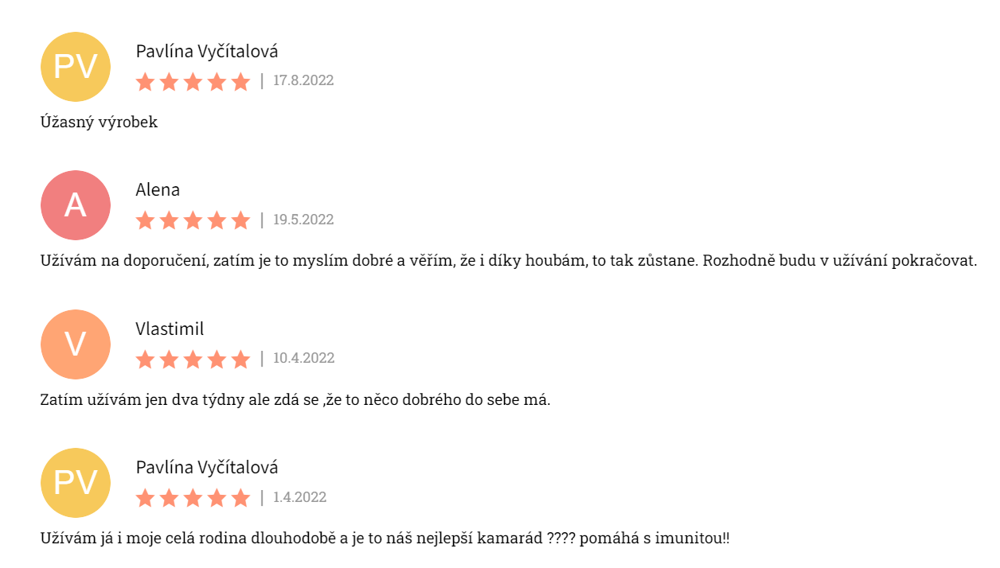 PV
Pavlína Vyčítalová
| 17.8.2022
Úžasný výrobek
A
Alena
| 19.5.2022
Užívám na doporučení, zatím je to myslím dobré a věřím, že i díky houbám, to tak zůstane. Rozhodně budu v užívání pokračovat.
V
Vlastimil
| 10.4.2022
Zatím užívám jen dva týdny ale zdá se ,že to něco dobrého do sebe má.
PV
Pavlína Vyčítalová
| 1.4.2022
Užívám já i moje celá rodina dlouhodobě a je to náš nejlepší kamarád ???? pomáhá s imunitou!!